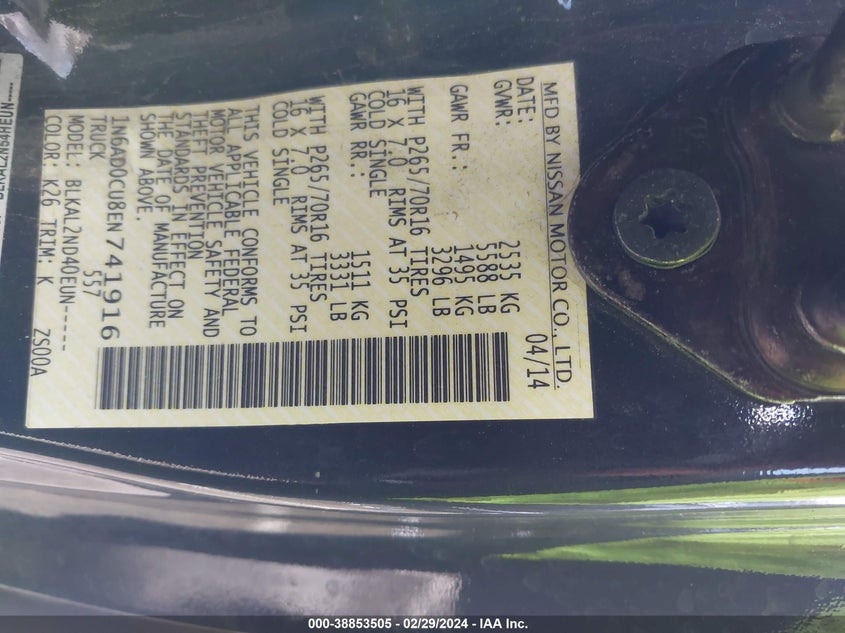 MFD BY NISSAN MOTOR CO., LTD.
DATE: 04/14
GVWR: 2535 KG
5588 LB
GAWR FR.: 1495 KG
3296 LB
WITH P265/70R16 TIRES
16 X 7.0 RIMS AT 35 PSI
COLD SINGLE
GAWR RR.: 1511 KG
3331 LB
WITH P265/70R16 TIRES
16 X 7.0 RIMS AT 35 PSI
COLD SINGLE
THIS VEHICLE CONFORMS TO
ALL APPLICABLE FEDERAL
MOTOR VEHICLE SAFETY AND
THEFT PREVENTION
STANDARDS IN EFFECT ON
THE DATE OF MANUFACTURE
SHOWN ABOVE.
1N6AD0CU8EN741916
TRUCK 557
MODEL: BLKAL2ND40EUN-----
COLOR: K26 TRIM: K ZS00A
000-38853505 - 02/29/2024 - IAA Inc.